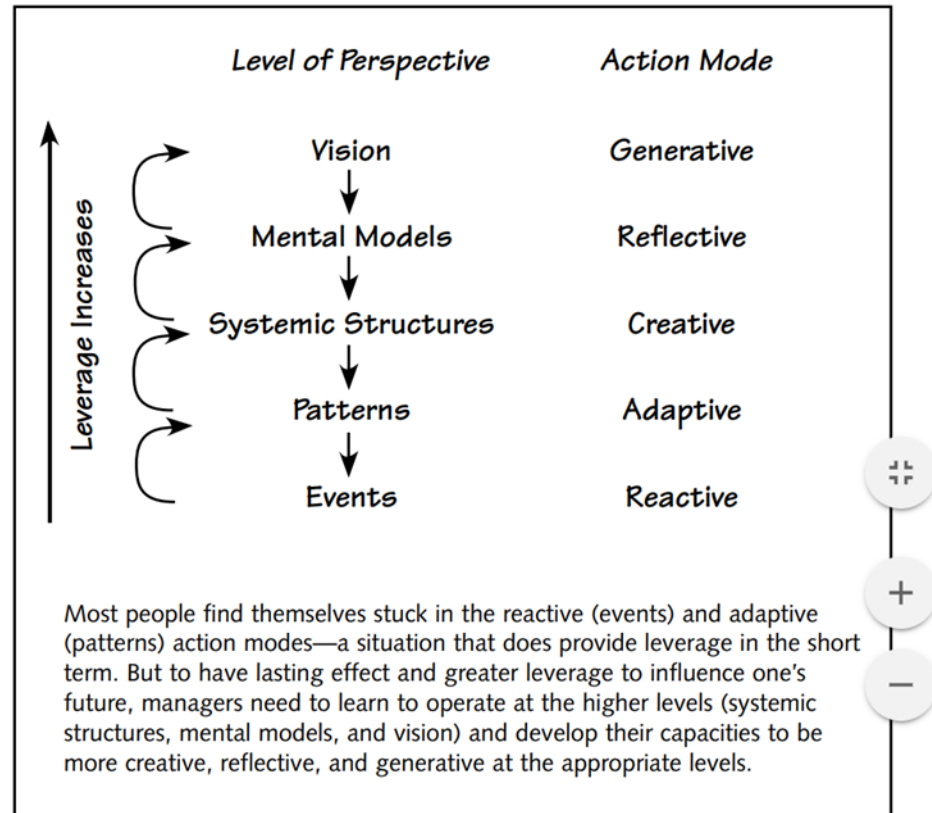 Level of Perspective Action Mode
Vision Generative
Mental Models Reflective
Systemic Structures Creative
Patterns Adaptive
Events Reactive
Leverage Increases
Most people find themselves stuck in the reactive (events) and adaptive
(patterns) action modes—a situation that does provide leverage in the short
term. But to have lasting effect and greater leverage to influence one’s
future, managers need to learn to operate at the higher levels (systemic
structures, mental models, and vision) and develop their capacities to be
more creative, reflective, and generative at the appropriate levels.